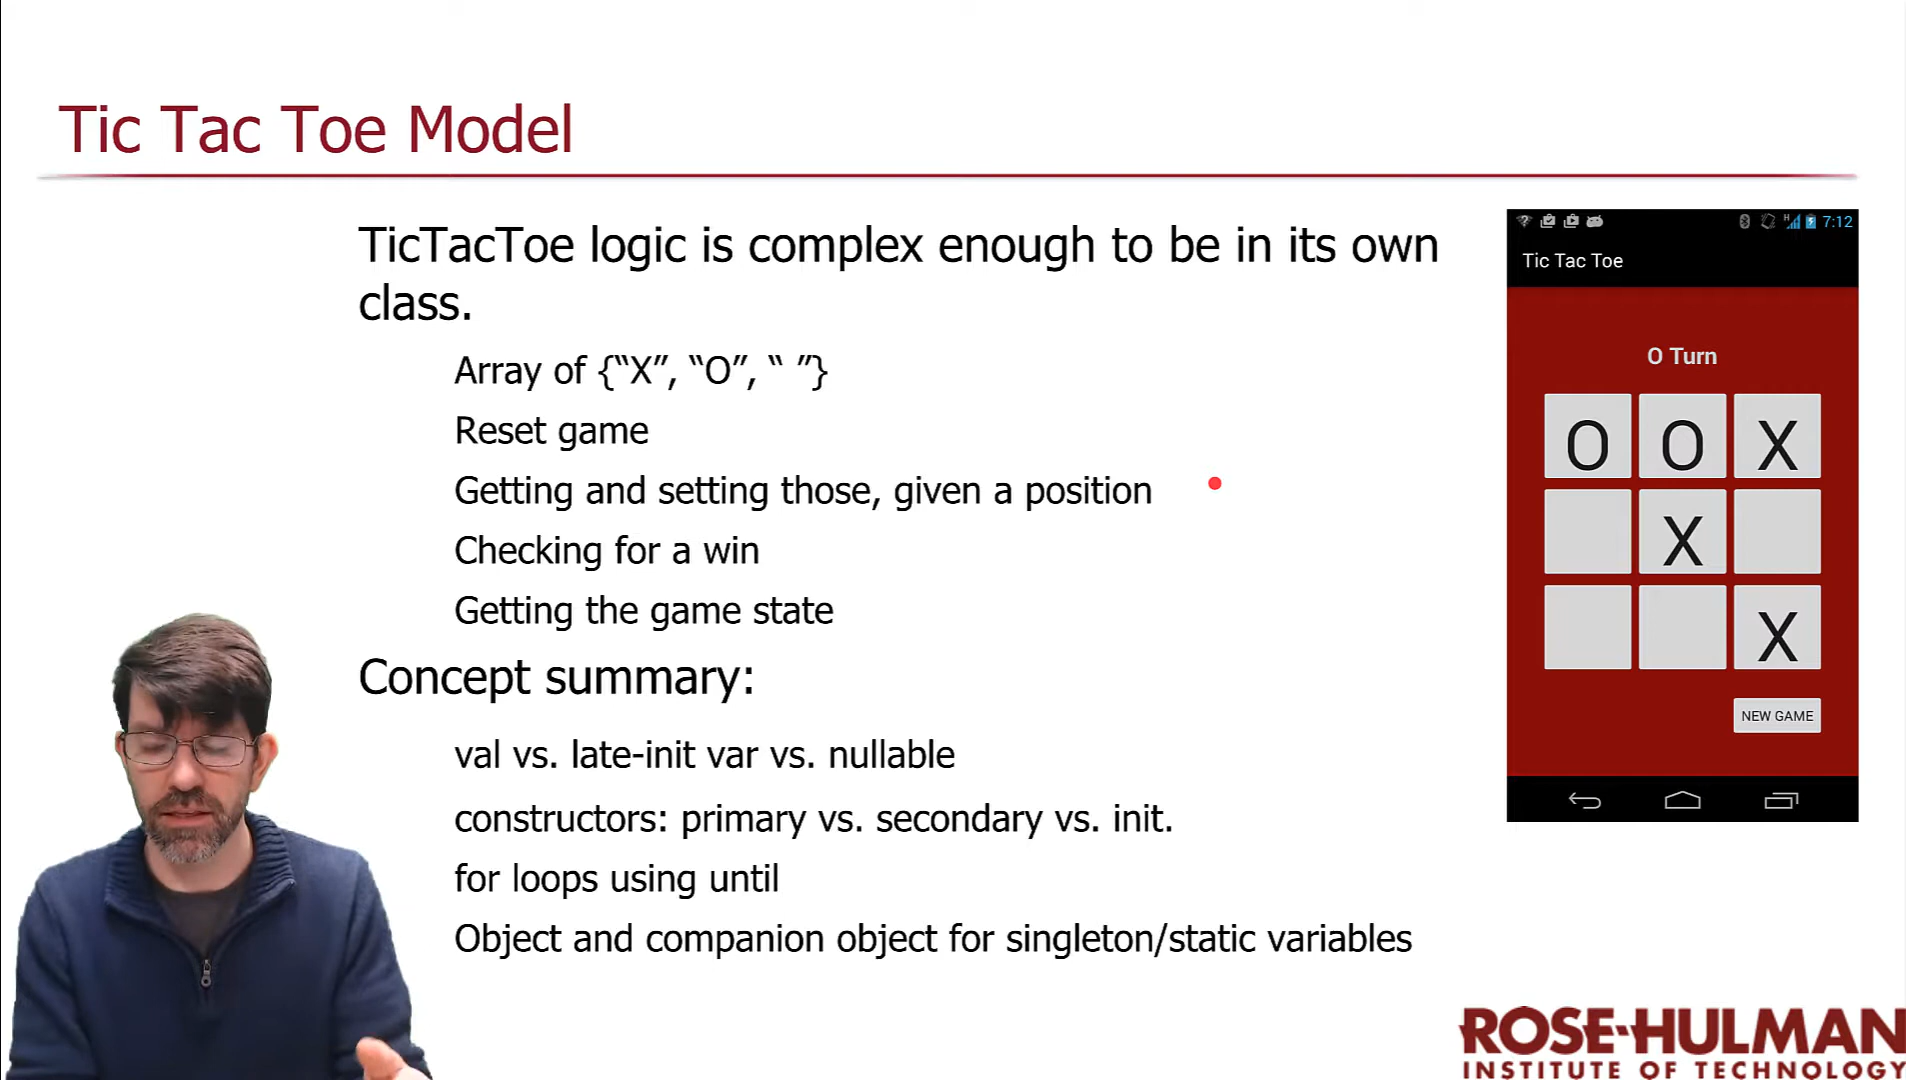 Tic Tac Toe Model
TicTacToe logic is complex enough to be in its own
class.
Array of {“X”, “O”, “ ”}
Reset game
Getting and setting those, given a position
Checking for a win
Getting the game state
Concept summary:
val vs. late-init var vs. nullable
constructors: primary vs. secondary vs. init.
for loops using until
Object and companion object for singleton/static variables
H 7:12
Tic Tac Toe
O Turn
O O X
X
X
NEW GAME
ROSE-HULMAN
INSTITUTE OF TECHNOLOGY